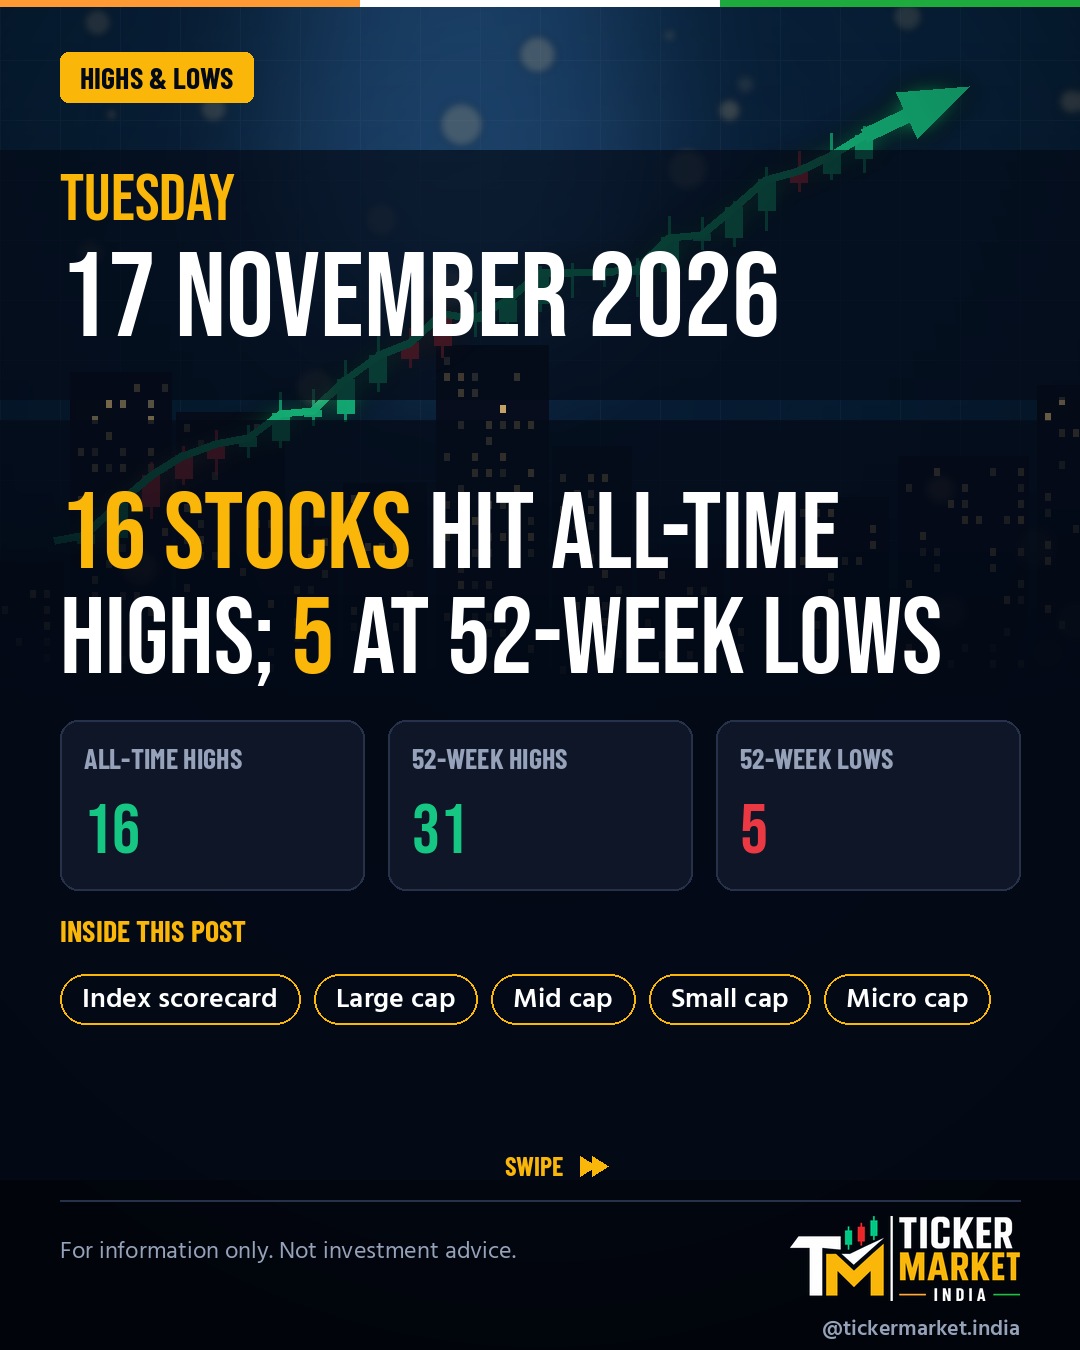 HIGHS & LOWS
TUESDAY
17 NOVEMBER 2026
16 STOCKS HIT ALL-TIME
HIGHS; 5 AT 52-WEEK LOWS
ALL-TIME HIGHS
16
52-WEEK HIGHS
31
52-WEEK LOWS
5
INSIDE THIS POST
Index scorecard
Large cap
Mid cap
Small cap
Micro cap
SWIPE
For information only. Not investment advice.
TM
TICKER
MARKET
INDIA
@tickermarket.india